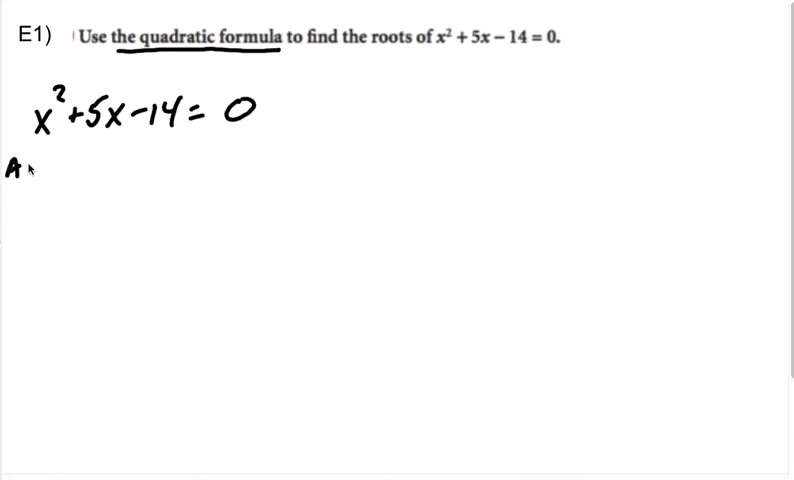 E1) Use the quadratic formula to find the roots of x² + 5x − 14 = 0.
x² + 5x − 14 = 0
A